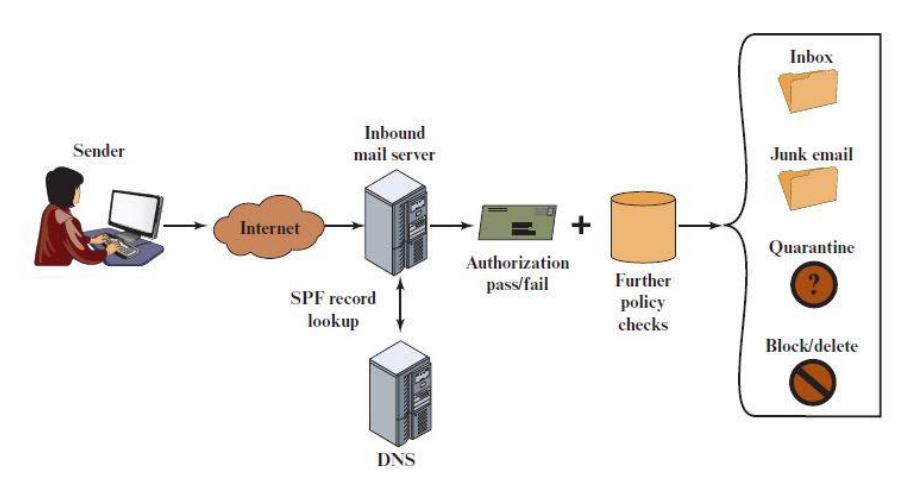 Sender
Internet
Inbound
mail server
SPF record
lookup
DNS
Authorization
pass/fail
+
Further
policy
checks
Inbox
Junk email
Quarantine
?
Block/delete